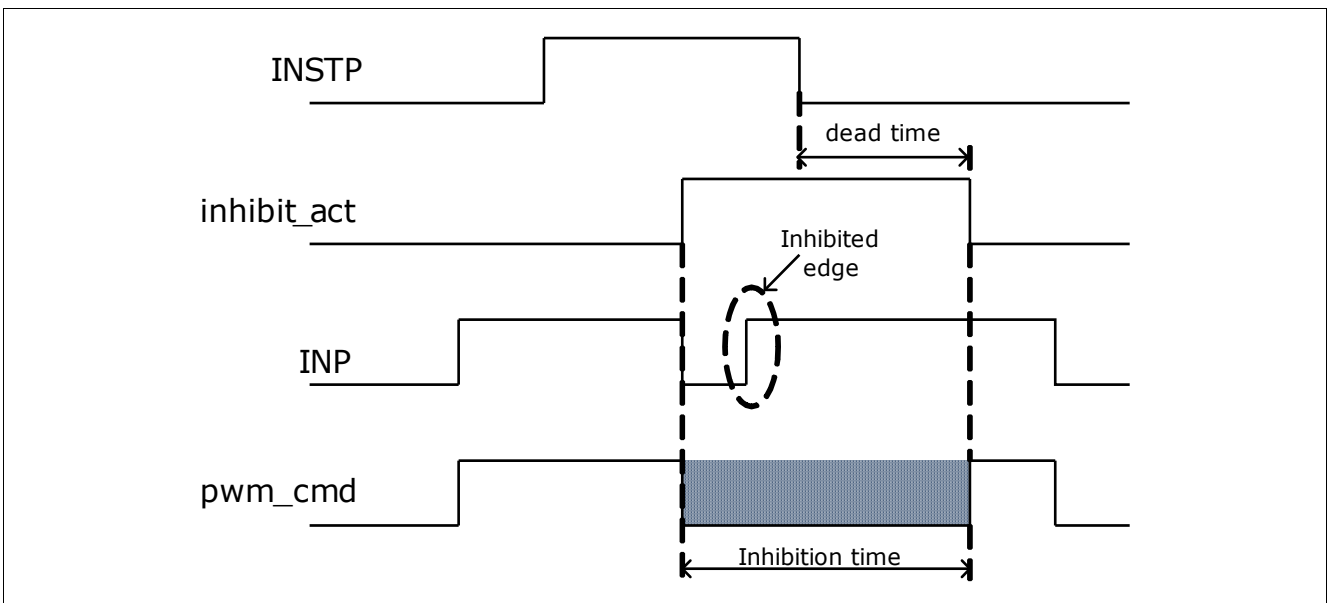 INSTP
dead time
inhibit_act
Inhibited
edge
INP
pwm_cmd
Inhibition time